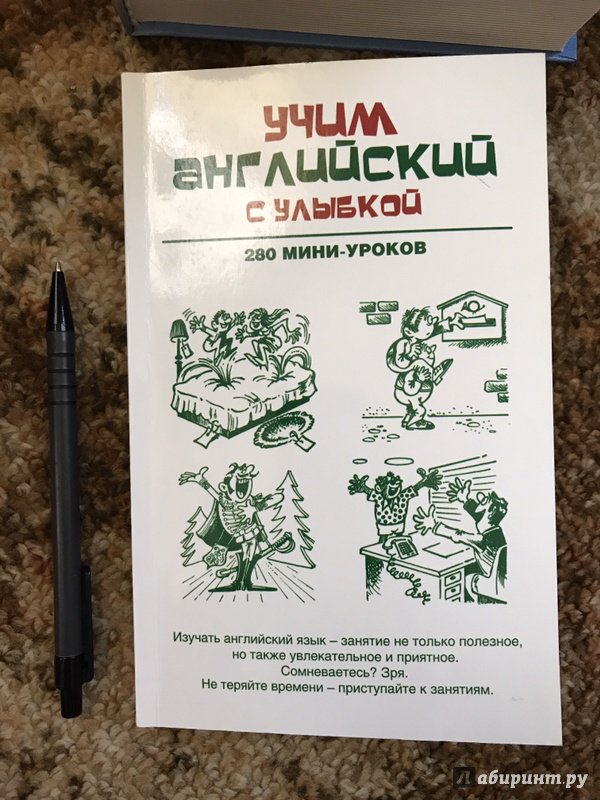 УЧИМ
АНГЛИЙСКИЙ
С УЛЫБКОЙ
280 МИНИ-УРОКОВ
Изучать английский язык – занятие не только полезное,
но также увлекательное и приятное.
Сомневаетесь? Зря.
Не теряйте времени – приступайте к занятиям.
Лабиринт.ру